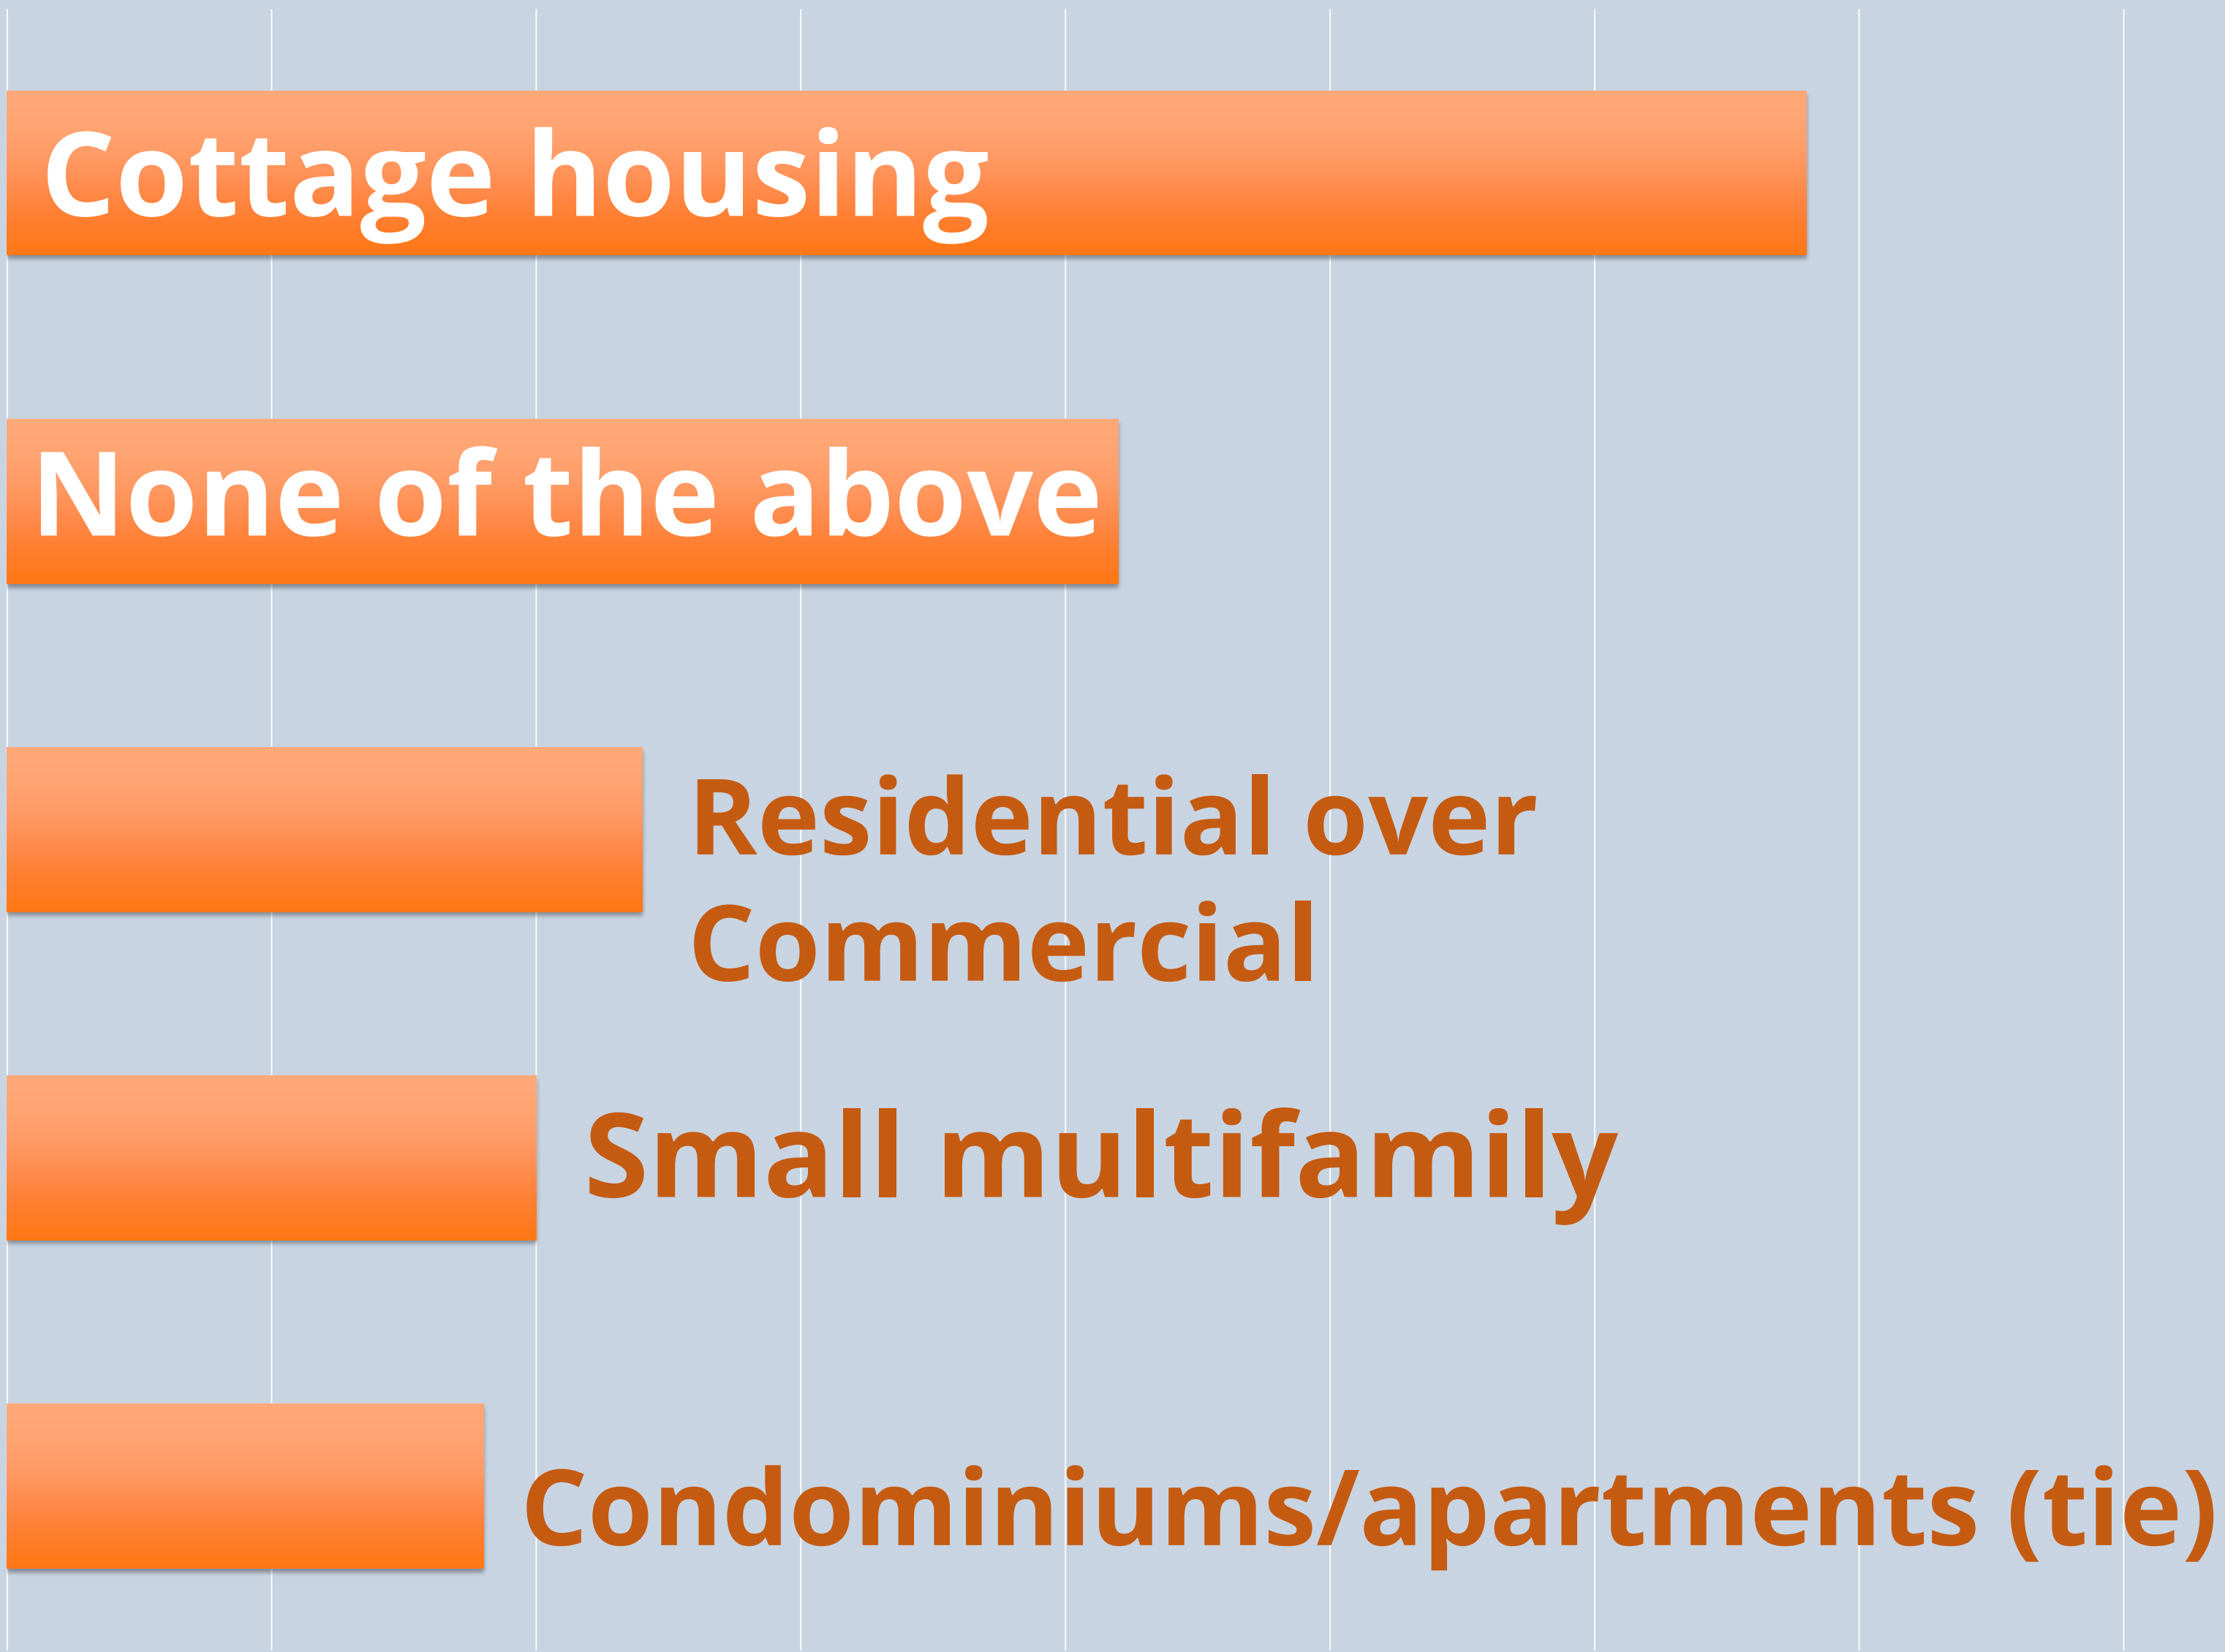 Cottage housing
None of the above
Residential over
Commercial
Small multifamily
Condominiums/apartments (tie)